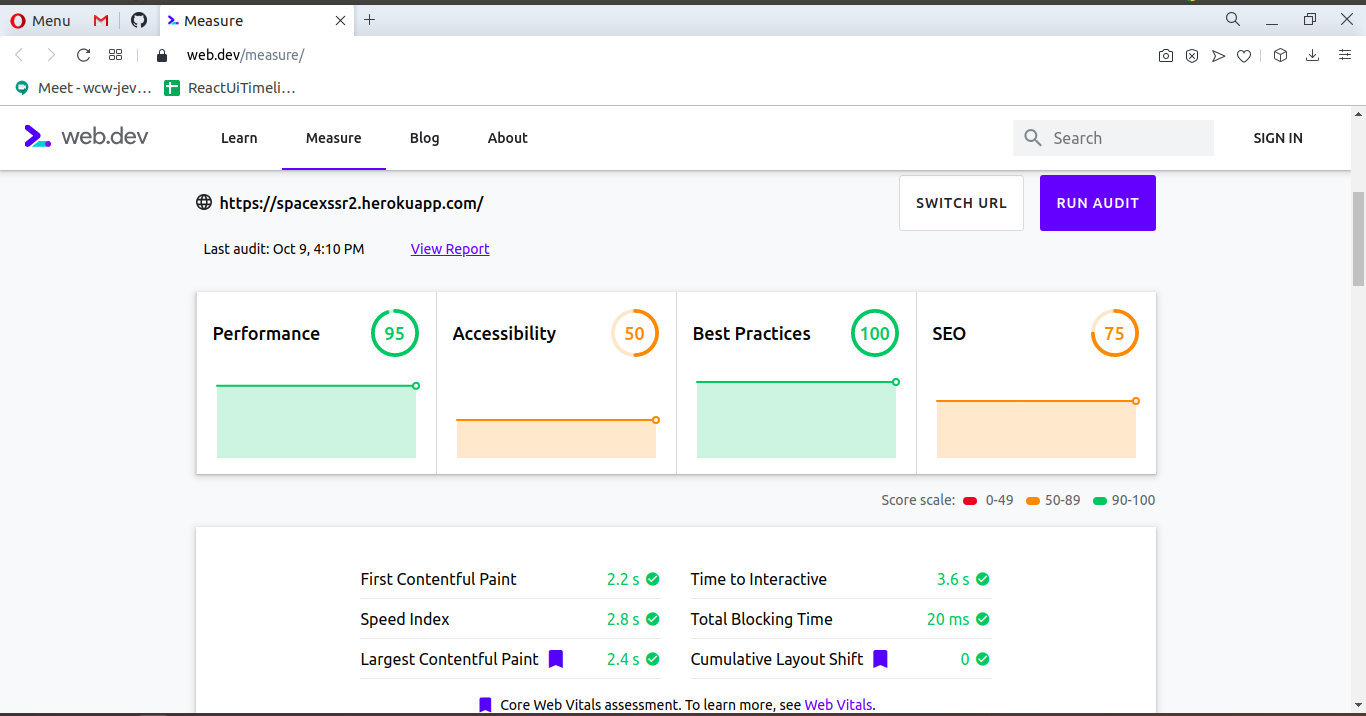 Menu
Measure
web.dev/measure/
Meet - wcw-jev...
ReactUiTimeli...
web.dev
Learn
Measure
Blog
About
Search
SIGN IN
https://spacexssr2.herokuapp.com/
SWITCH URL
RUN AUDIT
Last audit: Oct 9, 4:10 PM
View Report
Performance 95
Accessibility 50
Best Practices 100
SEO 75
Score scale: 0-49 50-89 90-100
First Contentful Paint 2.2 s
Time to Interactive 3.6 s
Speed Index 2.8 s
Total Blocking Time 20 ms
Largest Contentful Paint 2.4 s
Cumulative Layout Shift 0
Core Web Vitals assessment. To learn more, see Web Vitals.